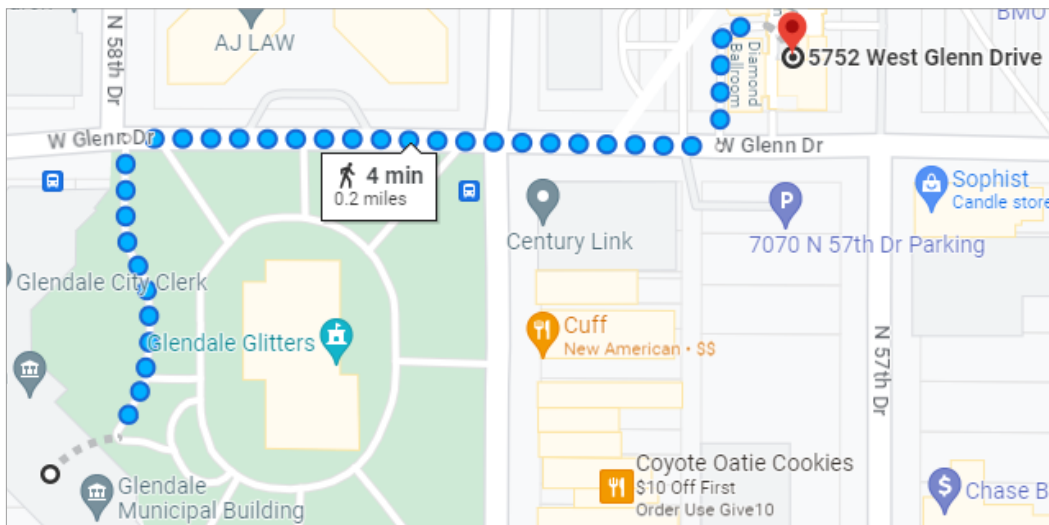 BMO
N 58th Dr
AJ LAW
Diamond
Ballroom
5752 West Glenn Drive
W Glenn Dr
W Glenn Dr
4 min
0.2 miles
Sophist
Candle store
P
Century Link
7070 N 57th Dr Parking
Glendale City Clerk
Glendale Glitters
Cuff
New American • $$
N 57th Dr
Coyote Oatie Cookies
$10 Off First
Order Use Give10
Glendale
Municipal Building
$
Chase B